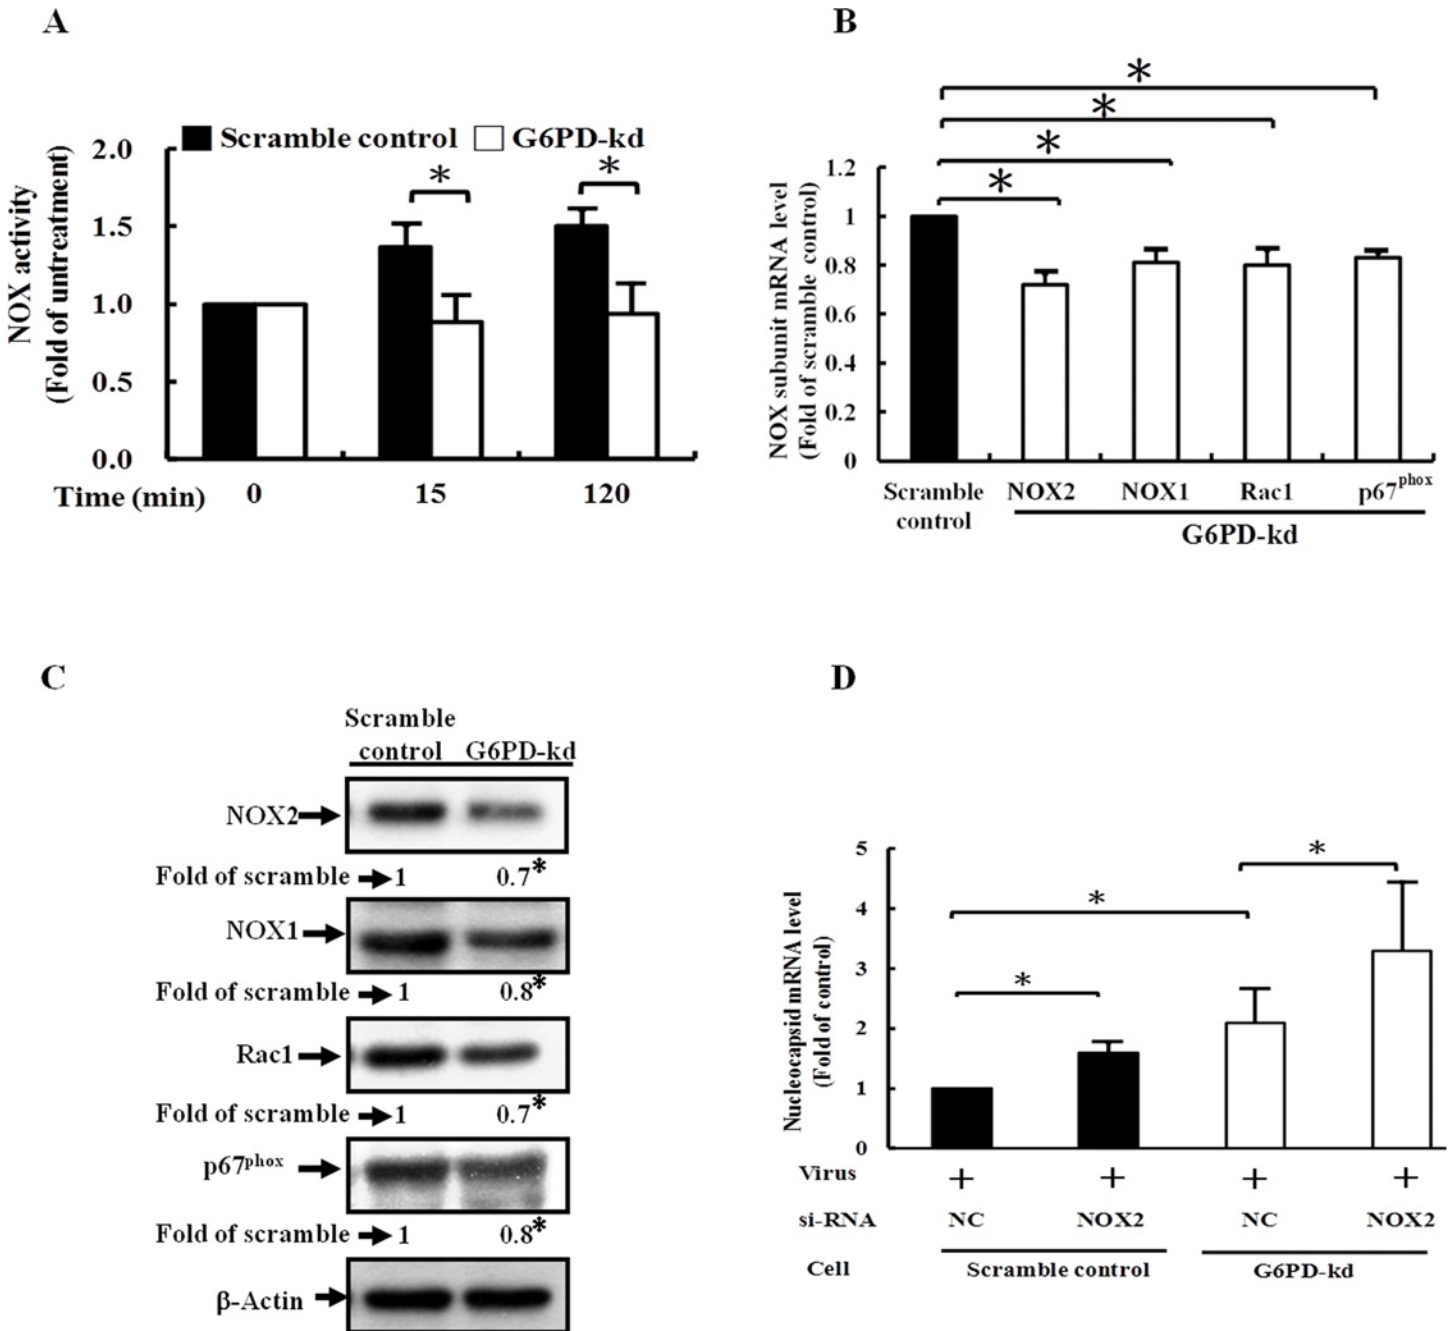 A
Scramble control G6PD-kd
NOX activity
(Fold of untreatment)
2.0
1.5
1.0
0.5
0.0
* *
Time (min) 0 15 120
B
* * * *
NOX subunit mRNA level
(Fold of scramble control)
1.2
1
0.8
0.6
0.4
0.2
0
Scramble
control
NOX2 NOX1 Rac1 p67phox
G6PD-kd
C
Scramble
control G6PD-kd
NOX2
Fold of scramble 1 0.7*
NOX1
Fold of scramble 1 0.8*
Rac1
Fold of scramble 1 0.7*
p67phox
Fold of scramble 1 0.8*
β-Actin
D
Nucleocapsid mRNA level
(Fold of control)
5
4
3
2
1
0
* * *
Virus + + + +
si-RNA NC NOX2 NC NOX2
Cell Scramble control G6PD-kd